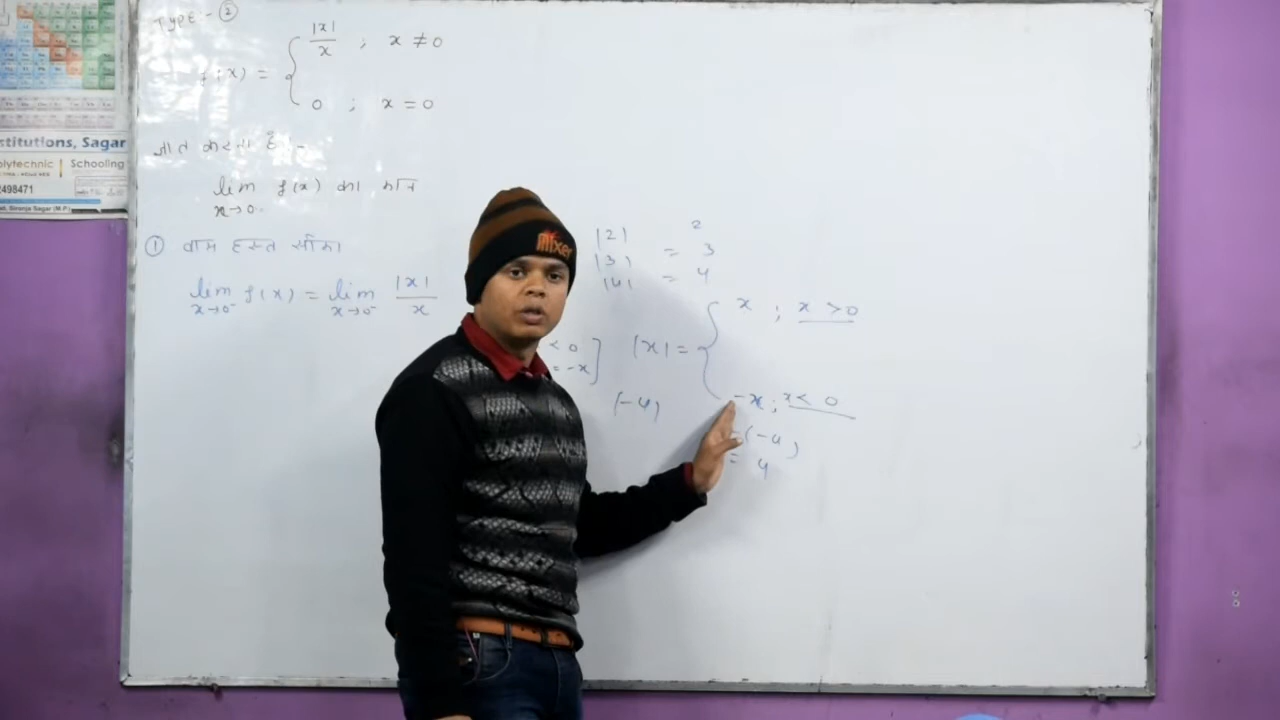 TYPE:- ②
|x|/x ; x ≠ 0
f(x) =
0 ; x = 0
ज्ञात करना है :-
lim f(x) का मान
x→0
① वाम हस्त सीमा
lim f(x) = lim |x|/x
x→0⁻ x→0⁻
|2| 2
|3| = 3
|4| = 4
x ; x > 0
|x| =
-x ; x < 0
< 0
= -x]
(-4)
-(-4)
= 4
Mixer
stitutions, Sagar
olytechnic | Schooling
2498471